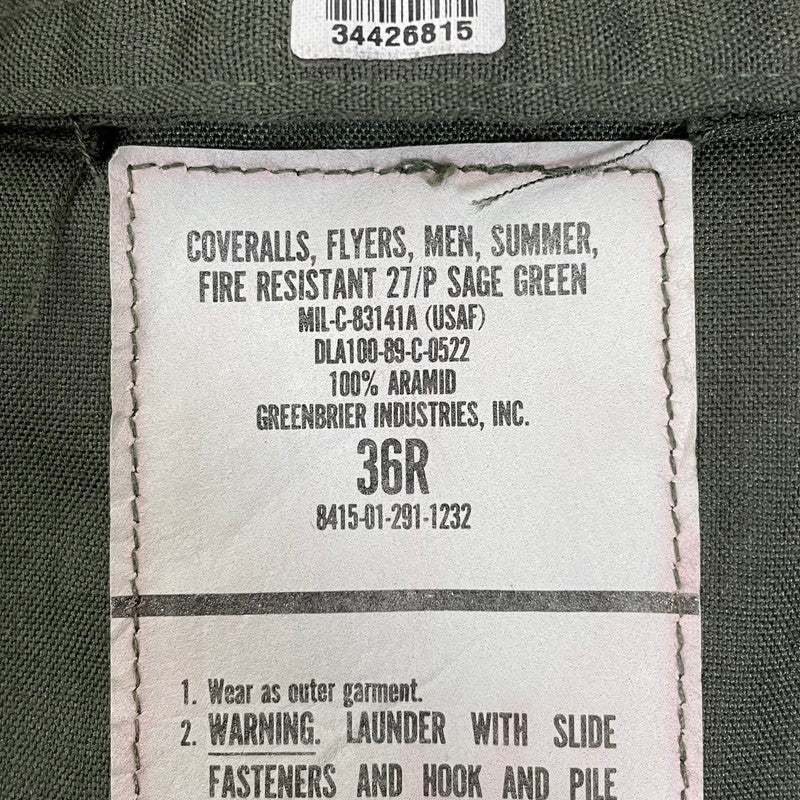 34426815
COVERALLS, FLYERS, MEN, SUMMER,
FIRE RESISTANT 27/P SAGE GREEN
MIL-C-83141A (USAF)
DLA100-89-C-0522
100% ARAMID
GREENBRIER INDUSTRIES, INC.
36R
8415-01-291-1232
1. Wear as outer garment.
2. WARNING. LAUNDER WITH SLIDE
FASTENERS AND HOOK AND PILE